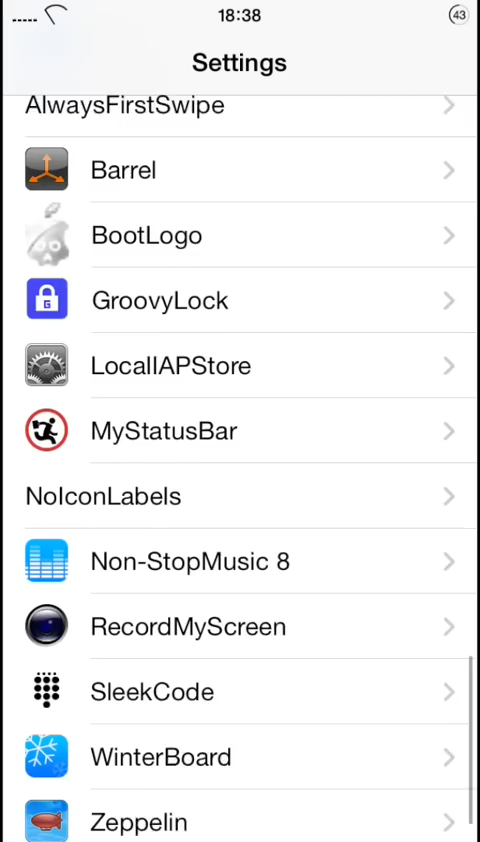 18:38
43
Settings
AlwaysFirstSwipe
Barrel
BootLogo
G
GroovyLock
LocalIAPStore
MyStatusBar
NoIconLabels
Non-StopMusic 8
RecordMyScreen
SleekCode
WinterBoard
Zeppelin